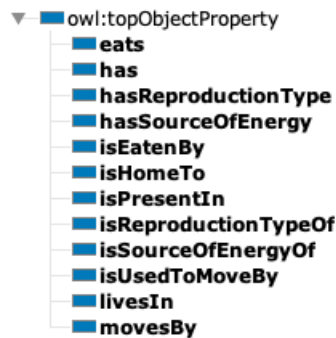 owl:topObjectProperty
eats
has
hasReproductionType
hasSourceOfEnergy
isEatenBy
isHomeTo
isPresentIn
isReproductionTypeOf
isSourceOfEnergyOf
isUsedToMoveBy
livesIn
movesBy